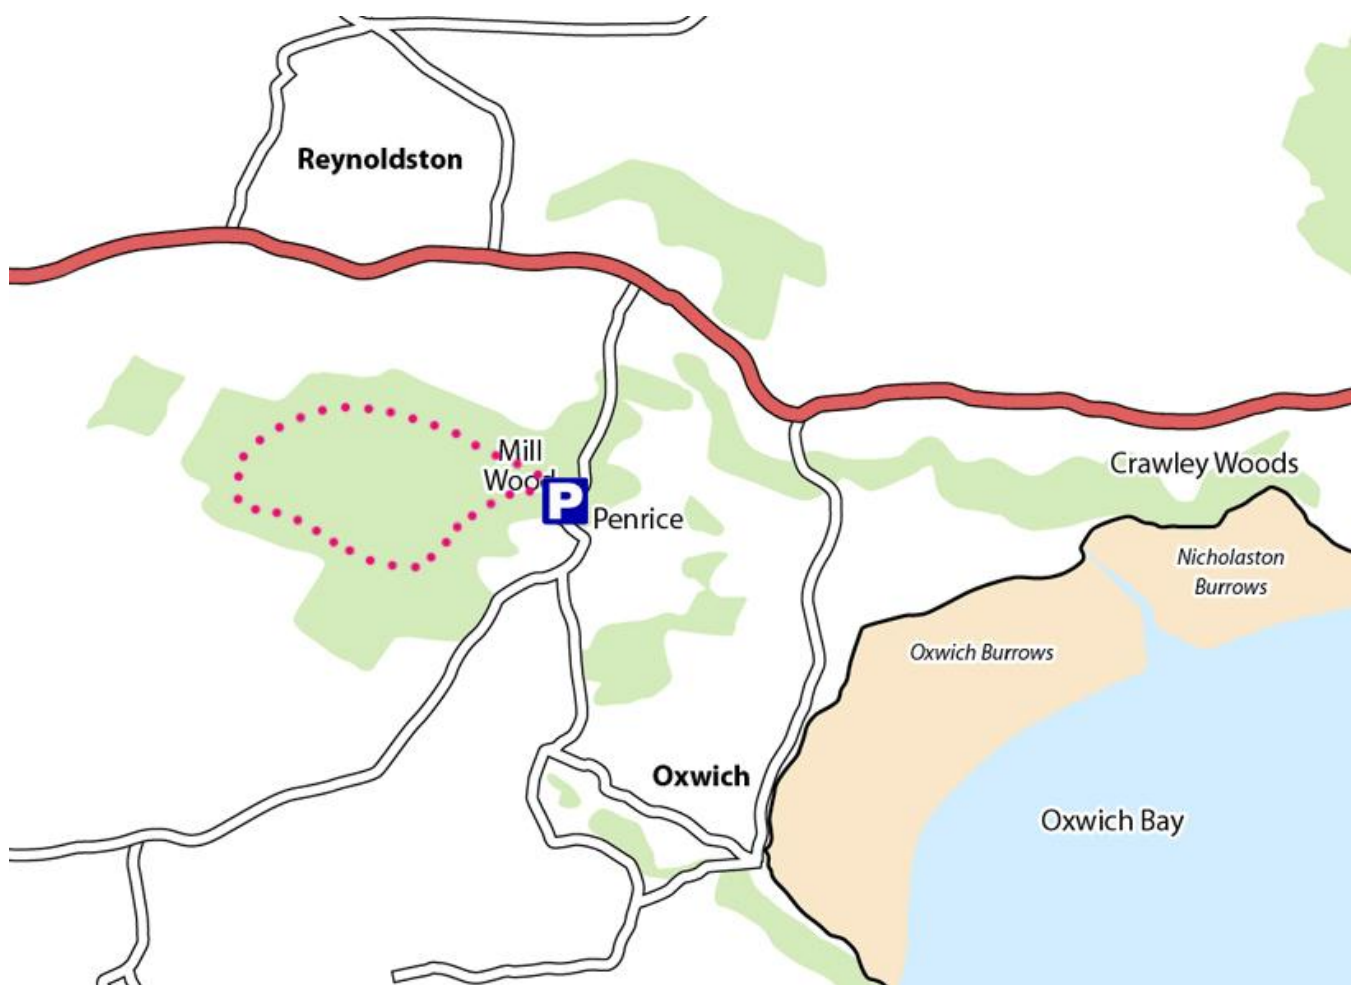 Reynoldston
Mill
Wood
P
Penrice
Crawley Woods
Nicholaston
Burrows
Oxwich Burrows
Oxwich
Oxwich Bay